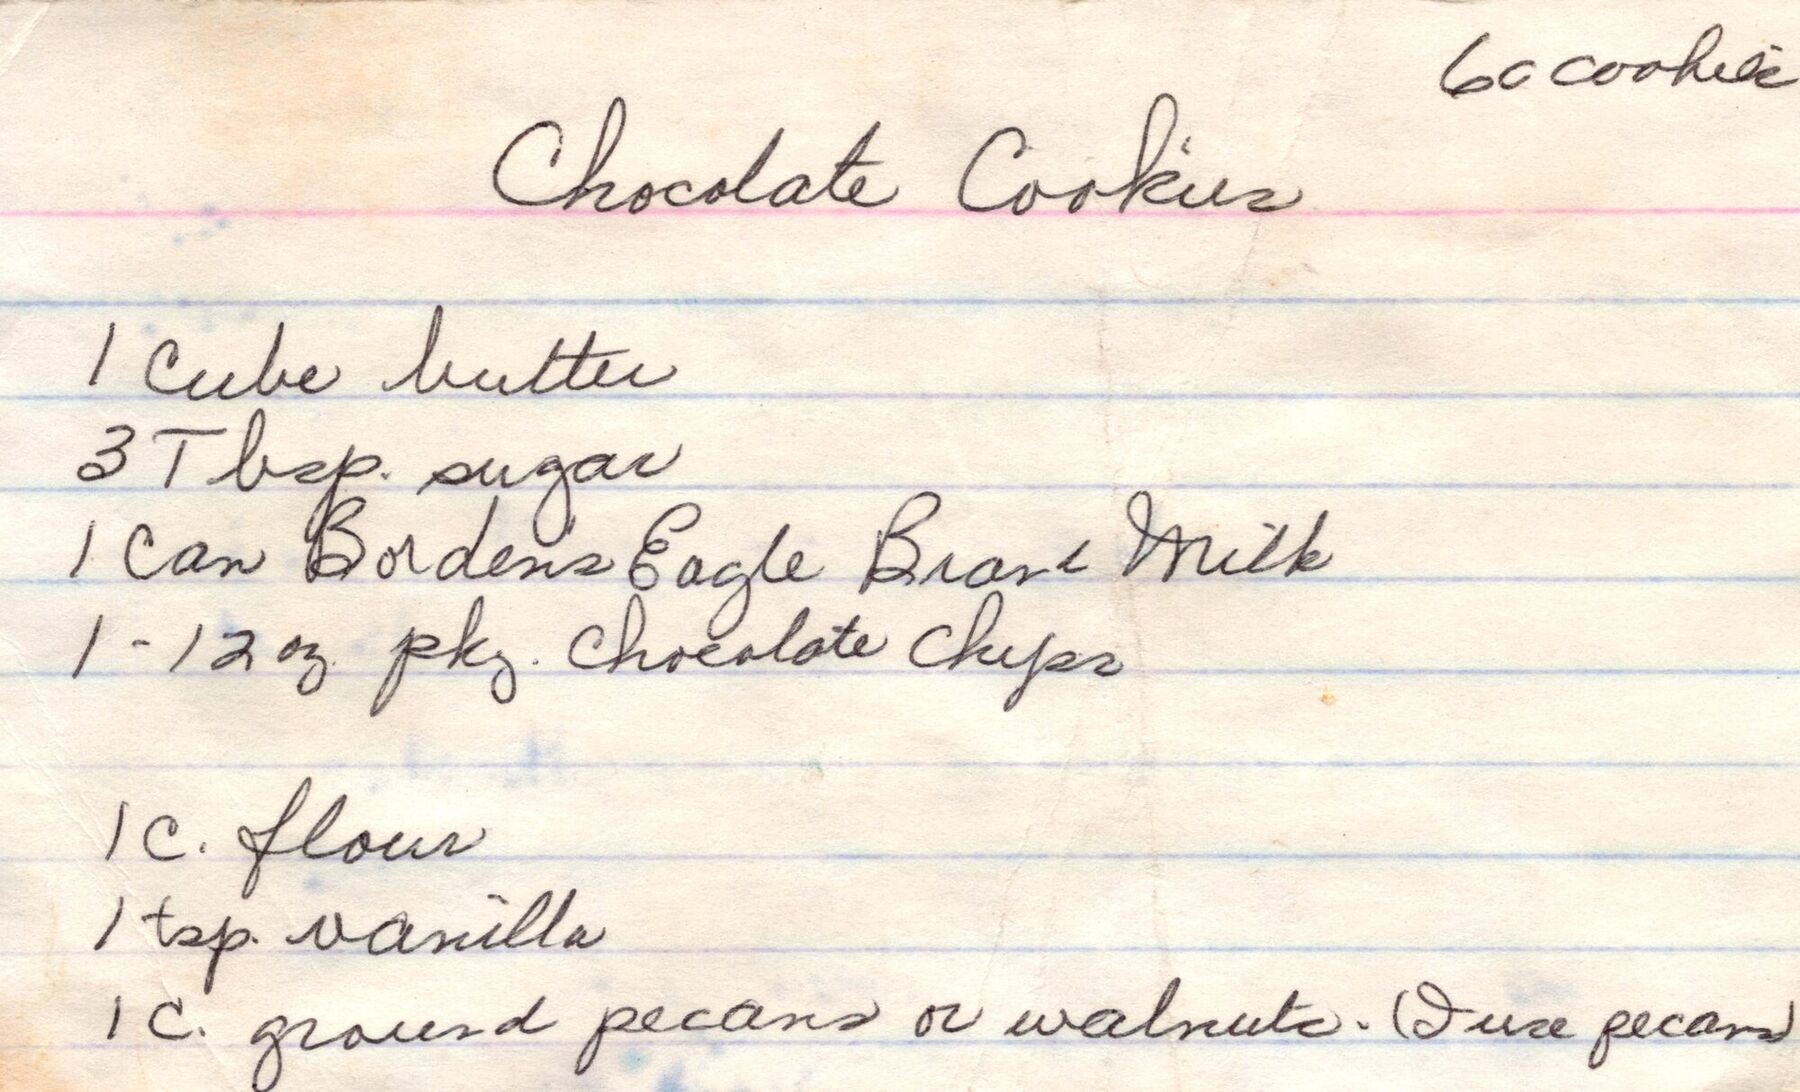 60 cookies
Chocolate Cookies
1 Cube butter
3 Tbsp. sugar
1 Can Borden's Eagle Brand Milk
1-12 oz. pkg. Chocolate Chips
1 C. flour
1 tsp. vanilla
1 C. ground pecans or walnuts. (I use pecans)